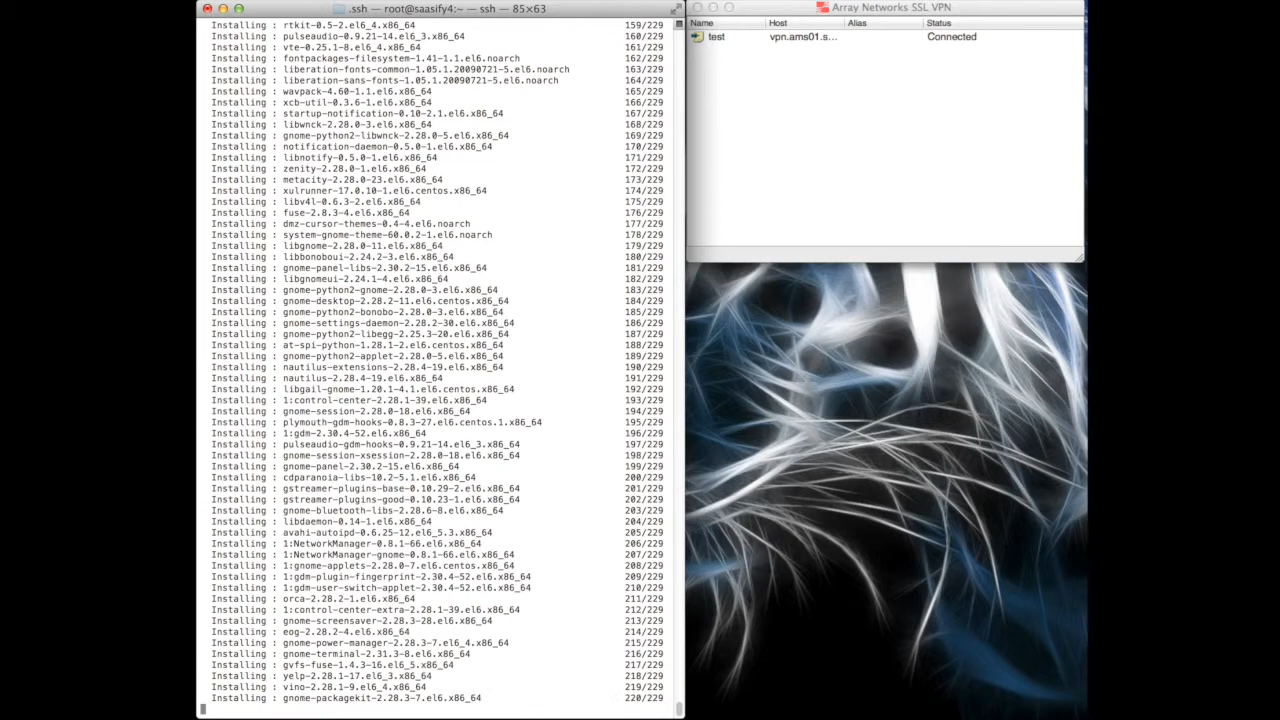 .ssh — root@saasify4:~ — ssh — 85×63
Installing : rtkit-0.5-2.el6_4.x86_64 159/229
Installing : pulseaudio-0.9.21-14.el6_3.x86_64 160/229
Installing : vte-0.25.1-8.el6_4.x86_64 161/229
Installing : fontpackages-filesystem-1.41-1.1.el6.noarch 162/229
Installing : liberation-fonts-common-1.05.1.20090721-5.el6.noarch 163/229
Installing : liberation-sans-fonts-1.05.1.20090721-5.el6.noarch 164/229
Installing : wavpack-4.60-1.1.el6.x86_64 165/229
Installing : xcb-util-0.3.6-1.el6.x86_64 166/229
Installing : startup-notification-0.10-2.1.el6.x86_64 167/229
Installing : libwnck-2.28.0-3.el6.x86_64 168/229
Installing : gnome-python2-libwnck-2.28.0-5.el6.x86_64 169/229
Installing : notification-daemon-0.5.0-1.el6.x86_64 170/229
Installing : libnotify-0.5.0-1.el6.x86_64 171/229
Installing : zenity-2.28.0-1.el6.x86_64 172/229
Installing : metacity-2.28.0-23.el6.x86_64 173/229
Installing : xulrunner-17.0.10-1.el6.centos.x86_64 174/229
Installing : libv4l-0.6.3-2.el6.x86_64 175/229
Installing : fuse-2.8.3-4.el6.x86_64 176/229
Installing : dmz-cursor-themes-0.4-4.el6.noarch 177/229
Installing : system-gnome-theme-60.0.2-1.el6.noarch 178/229
Installing : libgnome-2.28.0-11.el6.x86_64 179/229
Installing : libbonoboui-2.24.2-3.el6.x86_64 180/229
Installing : gnome-panel-libs-2.30.2-15.el6.x86_64 181/229
Installing : libgnomeui-2.24.1-4.el6.x86_64 182/229
Installing : gnome-python2-gnome-2.28.0-3.el6.x86_64 183/229
Installing : gnome-desktop-2.28.2-11.el6.centos.x86_64 184/229
Installing : gnome-python2-bonobo-2.28.0-3.el6.x86_64 185/229
Installing : gnome-settings-daemon-2.28.2-30.el6.x86_64 186/229
Installing : gnome-python2-libegg-2.25.3-20.el6.x86_64 187/229
Installing : at-spi-python-1.28.1-2.el6.centos.x86_64 188/229
Installing : gnome-python2-applet-2.28.0-5.el6.x86_64 189/229
Installing : nautilus-extensions-2.28.4-19.el6.x86_64 190/229
Installing : nautilus-2.28.4-19.el6.x86_64 191/229
Installing : libgail-gnome-1.20.1-4.1.el6.centos.x86_64 192/229
Installing : 1:control-center-2.28.1-39.el6.x86_64 193/229
Installing : gnome-session-2.28.0-18.el6.x86_64 194/229
Installing : plymouth-gdm-hooks-0.8.3-27.el6.centos.1.x86_64 195/229
Installing : 1:gdm-2.30.4-52.el6.x86_64 196/229
Installing : pulseaudio-gdm-hooks-0.9.21-14.el6_3.x86_64 197/229
Installing : gnome-session-xsession-2.28.0-18.el6.x86_64 198/229
Installing : gnome-panel-2.30.2-15.el6.x86_64 199/229
Installing : cdparanoia-libs-10.2-5.1.el6.x86_64 200/229
Installing : gstreamer-plugins-base-0.10.29-2.el6.x86_64 201/229
Installing : gstreamer-plugins-good-0.10.23-1.el6.x86_64 202/229
Installing : gnome-bluetooth-libs-2.28.6-8.el6.x86_64 203/229
Installing : libdaemon-0.14-1.el6.x86_64 204/229
Installing : avahi-autoipd-0.6.25-12.el6_5.3.x86_64 205/229
Installing : 1:NetworkManager-0.8.1-66.el6.x86_64 206/229
Installing : 1:NetworkManager-gnome-0.8.1-66.el6.x86_64 207/229
Installing : 1:gnome-applets-2.28.0-7.el6.centos.x86_64 208/229
Installing : 1:gdm-plugin-fingerprint-2.30.4-52.el6.x86_64 209/229
Installing : 1:gdm-user-switch-applet-2.30.4-52.el6.x86_64 210/229
Installing : orca-2.28.2-1.el6.x86_64 211/229
Installing : 1:control-center-extra-2.28.1-39.el6.x86_64 212/229
Installing : gnome-screensaver-2.28.3-28.el6.x86_64 213/229
Installing : eog-2.28.2-4.el6.x86_64 214/229
Installing : gnome-power-manager-2.28.3-7.el6_4.x86_64 215/229
Installing : gnome-terminal-2.31.3-8.el6.x86_64 216/229
Installing : gvfs-fuse-1.4.3-16.el6_5.x86_64 217/229
Installing : yelp-2.28.1-17.el6_3.x86_64 218/229
Installing : vino-2.28.1-9.el6_4.x86_64 219/229
Installing : gnome-packagekit-2.28.3-7.el6.x86_64 220/229
Array Networks SSL VPN
Name Host Alias Status
test vpn.ams01.s... Connected